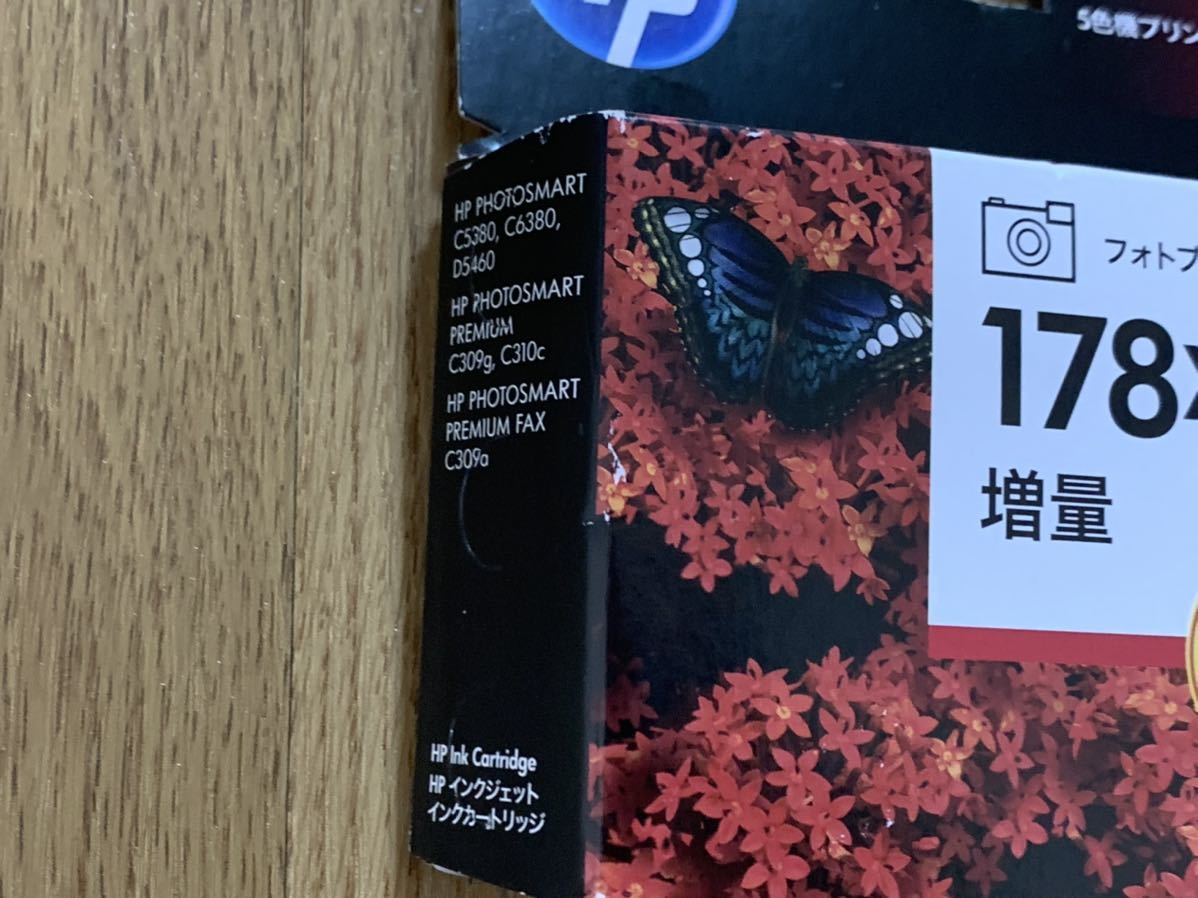 5色機プリン
HP PHOTOSMART
C5380, C6380,
D5460
HP PHOTOSMART
PREMIUM
C309g, C310c
HP PHOTOSMART
PREMIUM FAX
C309a
フォトブ
178
増量
HP Ink Cartridge
HP インクジェット
インクカートリッジ